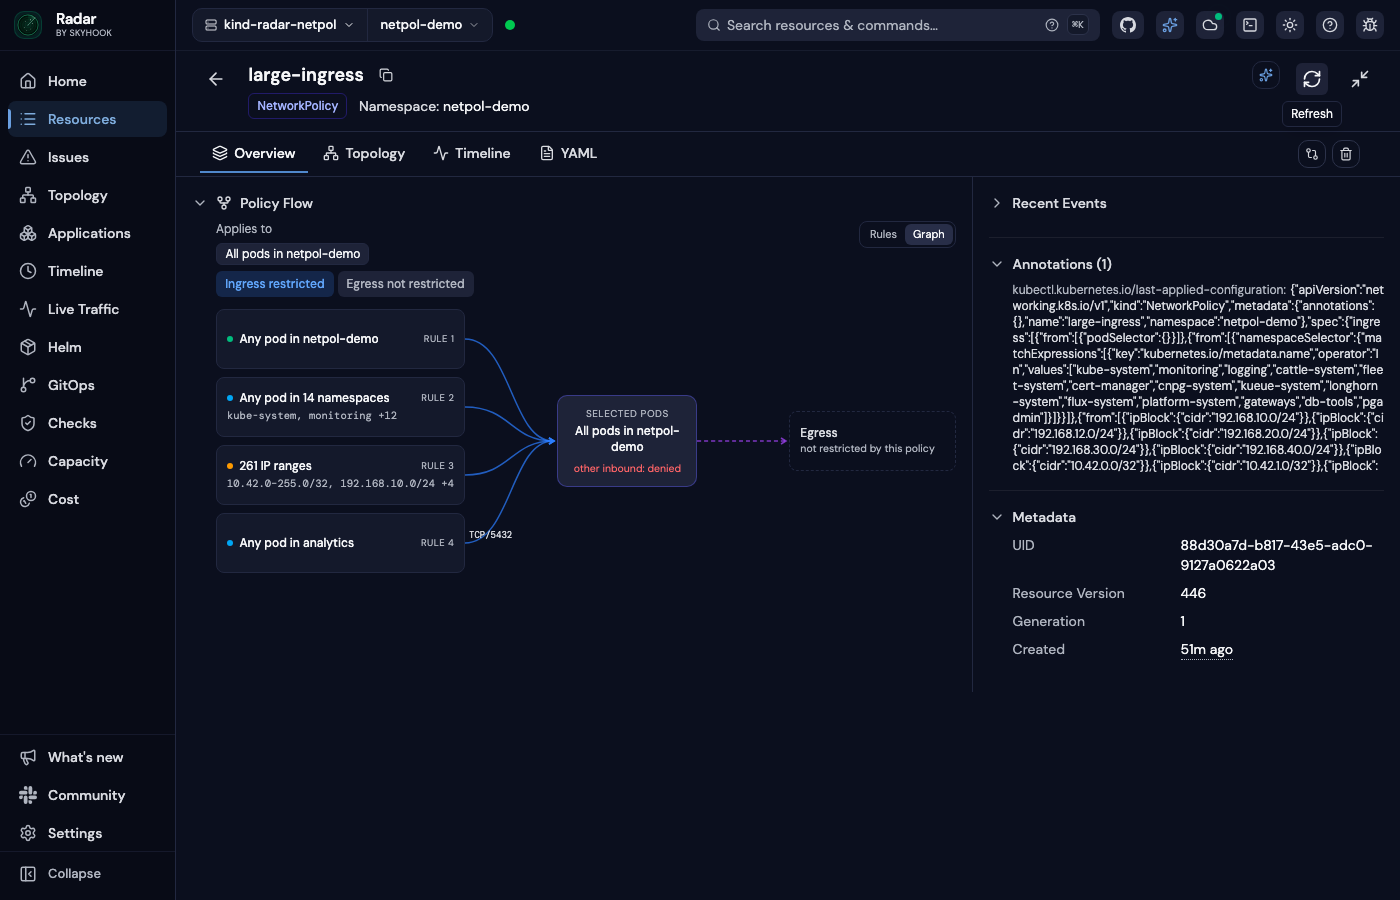 Radar
BY SKYHOOK
kind-radar-netpol
netpol-demo
Search resources & commands...
⌘K
Home
Resources
Issues
Topology
Applications
Timeline
Live Traffic
Helm
GitOps
Checks
Capacity
Cost
What's new
Community
Settings
Collapse
large-ingress
NetworkPolicy
Namespace: netpol-demo
Refresh
Overview
Topology
Timeline
YAML
Policy Flow
Applies to
Rules
Graph
All pods in netpol-demo
Ingress restricted
Egress not restricted
Any pod in netpol-demo
RULE 1
Any pod in 14 namespaces
RULE 2
kube-system, monitoring +12
261 IP ranges
RULE 3
10.42.0-255.0/32, 192.168.10.0/24 +4
Any pod in analytics
RULE 4
TCP/5432
SELECTED PODS
All pods in netpol-
demo
other inbound: denied
Egress
not restricted by this policy
Recent Events
Annotations (1)
kubectl.kubernetes.io/last-applied-configuration: {"apiVersion":"net
working.k8s.io/v1","kind":"NetworkPolicy","metadata":{"annotations":
{},"name":"large-ingress","namespace":"netpol-demo"},"spec":{"ingre
ss":[{"from":[{"podSelector":{}}]},{"from":[{"namespaceSelector":{"ma
tchExpressions":[{"key":"kubernetes.io/metadata.name","operator":"I
n","values":["kube-system","monitoring","logging","cattle-system","flee
t-system","cert-manager","cnpg-system","kueue-system","longhorn
-system","flux-system","platform-system","gateways","db-tools","pga
dmin"]}]}}]},{"from":[{"ipBlock":{"cidr":"192.168.10.0/24"}},{"ipBlock":{"ci
dr":"192.168.12.0/24"}},{"ipBlock":{"cidr":"192.168.20.0/24"}},{"ipBlock":
{"cidr":"192.168.30.0/24"}},{"ipBlock":{"cidr":"192.168.40.0/24"}},{"ipBlo
ck":{"cidr":"10.42.0.0/32"}},{"ipBlock":{"cidr":"10.42.1.0/32"}},{"ipBlock":
Metadata
UID
88d30a7d-b817-43e5-adc0-
9127a0622a03
Resource Version
446
Generation
1
Created
51m ago